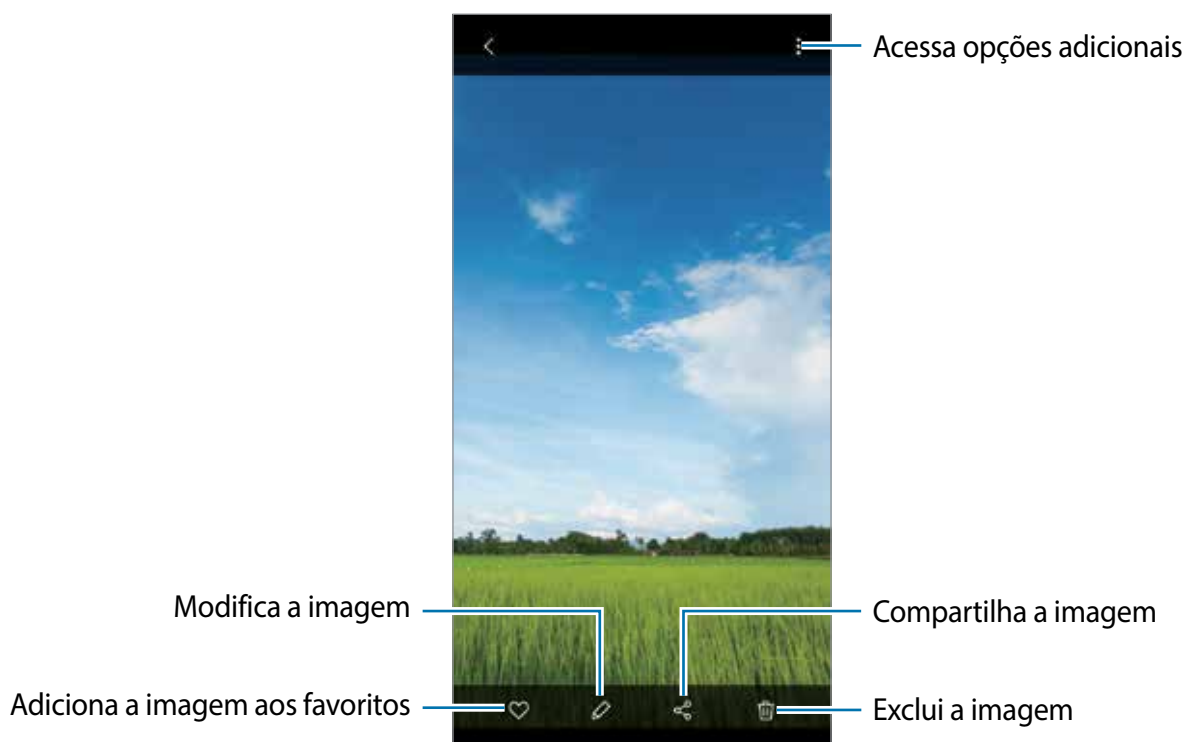 Acessa opções adicionais
Modifica a imagem
Compartilha a imagem
Adiciona a imagem aos favoritos
Exclui a imagem